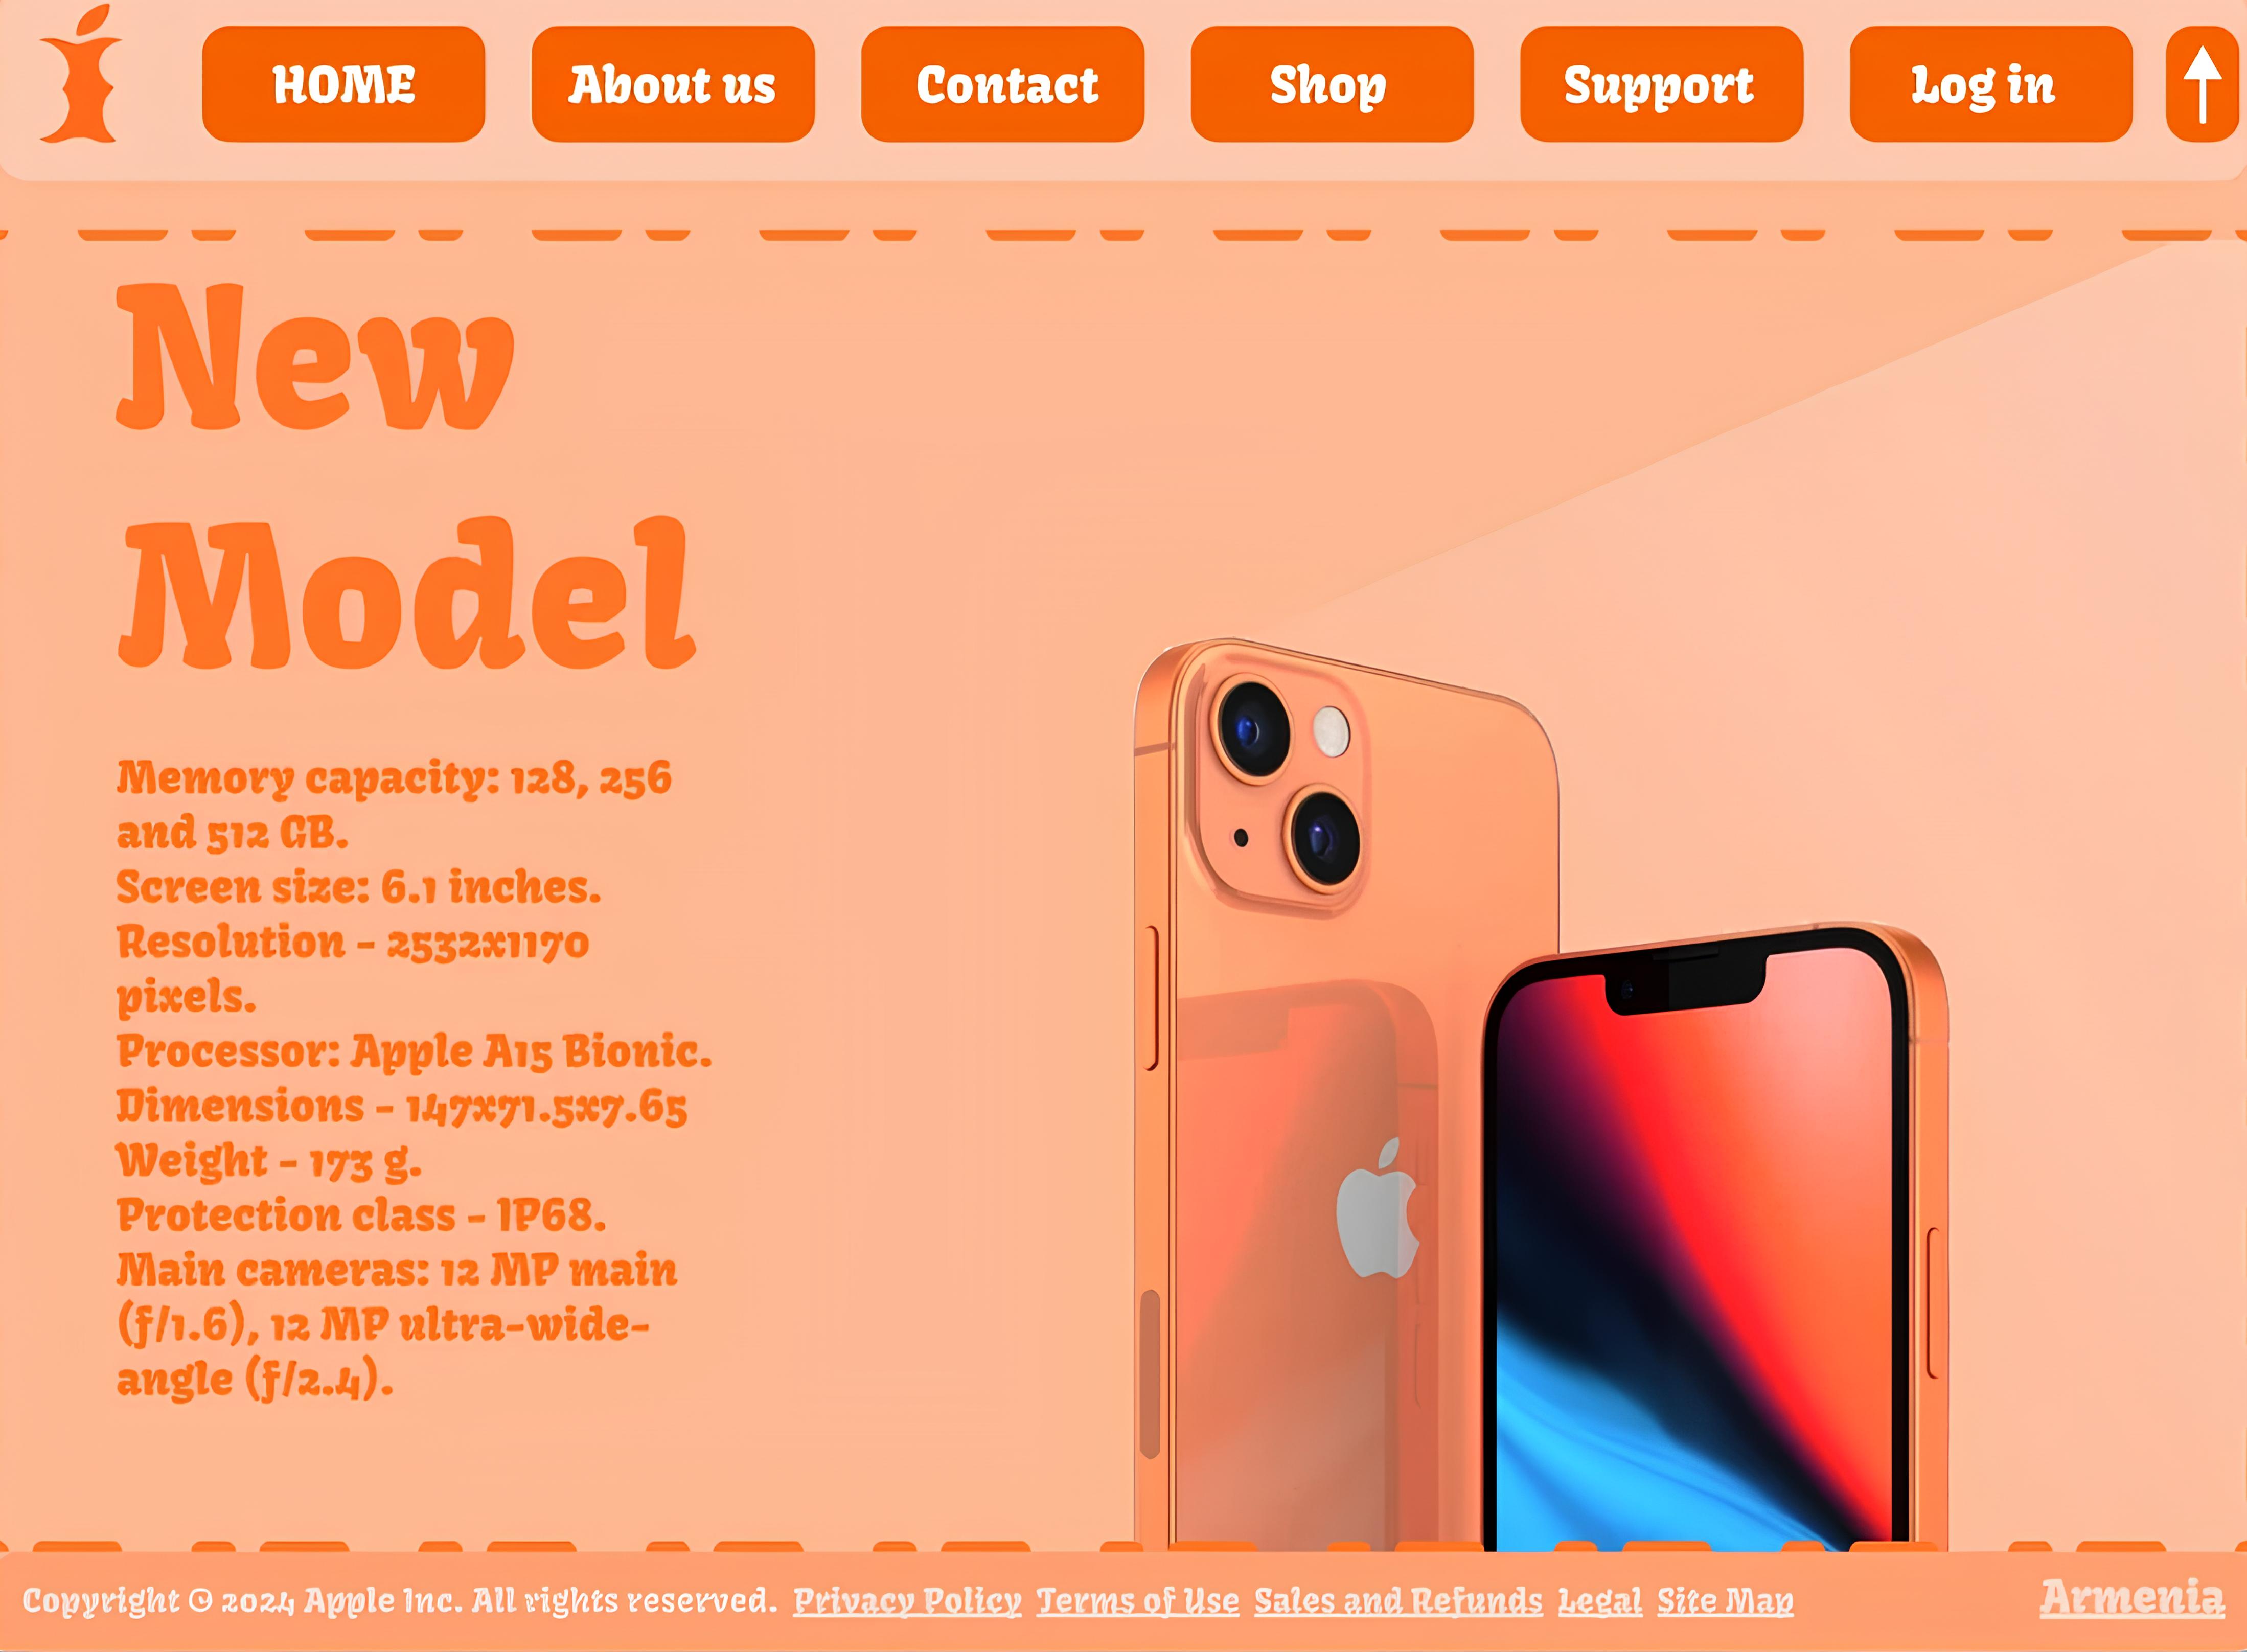 HOME
About us
Contact
Shop
Support
Log in
New
Model
Memory capacity: 128, 256
and 512 GB.
Screen size: 6.1 inches.
Resolution – 2532x1170
pixels.
Processor: Apple A15 Bionic.
Dimensions – 147x71.5x7.65
Weight – 173 g.
Protection class – IP68.
Main cameras: 12 MP main
(f/1.6), 12 MP ultra-wide-
angle (f/2.4).
Copyright © 2024 Apple Inc. All rights reserved. Privacy Policy Terms of Use Sales and Refunds Legal Site Map
Armenia